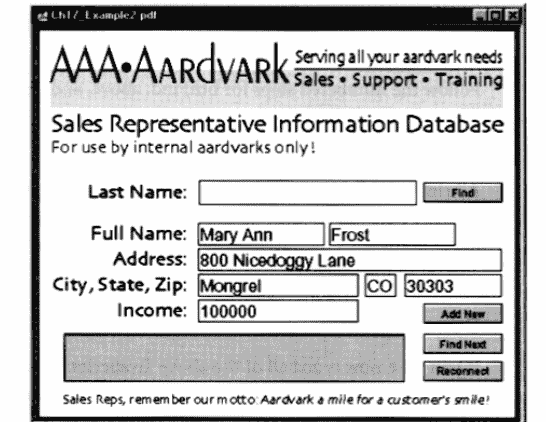 Ch17_Example2.pdf
AAA•AARdVARK Serving all your aardvark needs
Sales • Support • Training
Sales Representative Information Database
For use by internal aardvarks only!
Last Name: Find
Full Name: Mary Ann Frost
Address: 800 Nicedoggy Lane
City, State, Zip: Mongrel CO 30303
Income: 100000 Add New
Find Next
Reconnect
Sales Reps, remember our motto: Aardvark a mile for a customer's smile!